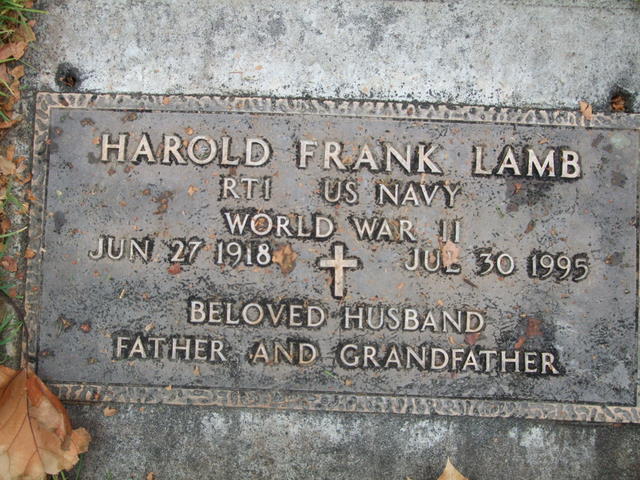 HAROLD FRANK LAMB
RT1 US NAVY
WORLD WAR II
JUN 27 1918 JUL 30 1995
BELOVED HUSBAND
FATHER AND GRANDFATHER